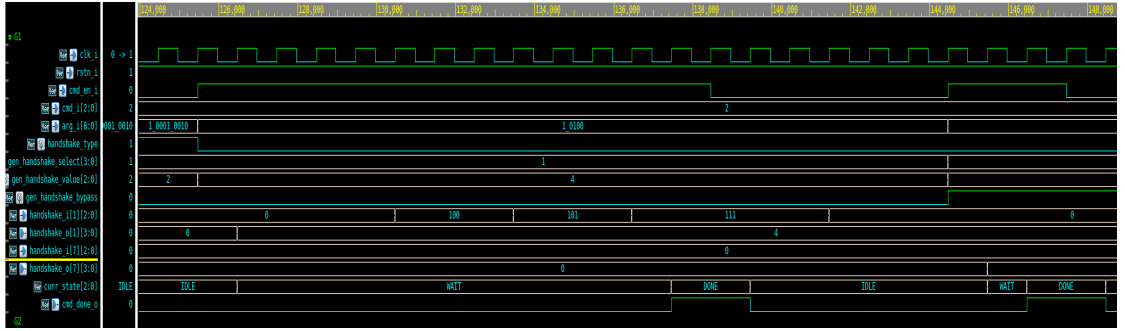 124,000 126,000 128,000 130,000 132,000 134,000 136,000 138,000 140,000 142,000 144,000 146,000 148,000
G1
clk_i 0 -> 1
rstn_i 1
cmd_en_i 0
cmd_i[2:0] 2 2
arg_i[8:0] 001_0010 1_0001_0010 1_0100
handshake_type 1
gen_handshake_select[3:0] 1 1
gen_handshake_value[2:0] 2 2 4
gen_handshake_bypass 0
handshake_i[1][2:0] 0 0 100 101 111 0
handshake_o[1][3:0] 0 0 4
handshake_i[7][2:0] 0 0
handshake_o[7][3:0] 0 0
curr_state[2:0] IDLE IDLE WAIT DONE IDLE WAIT DONE
cmd_done_o 0
G2